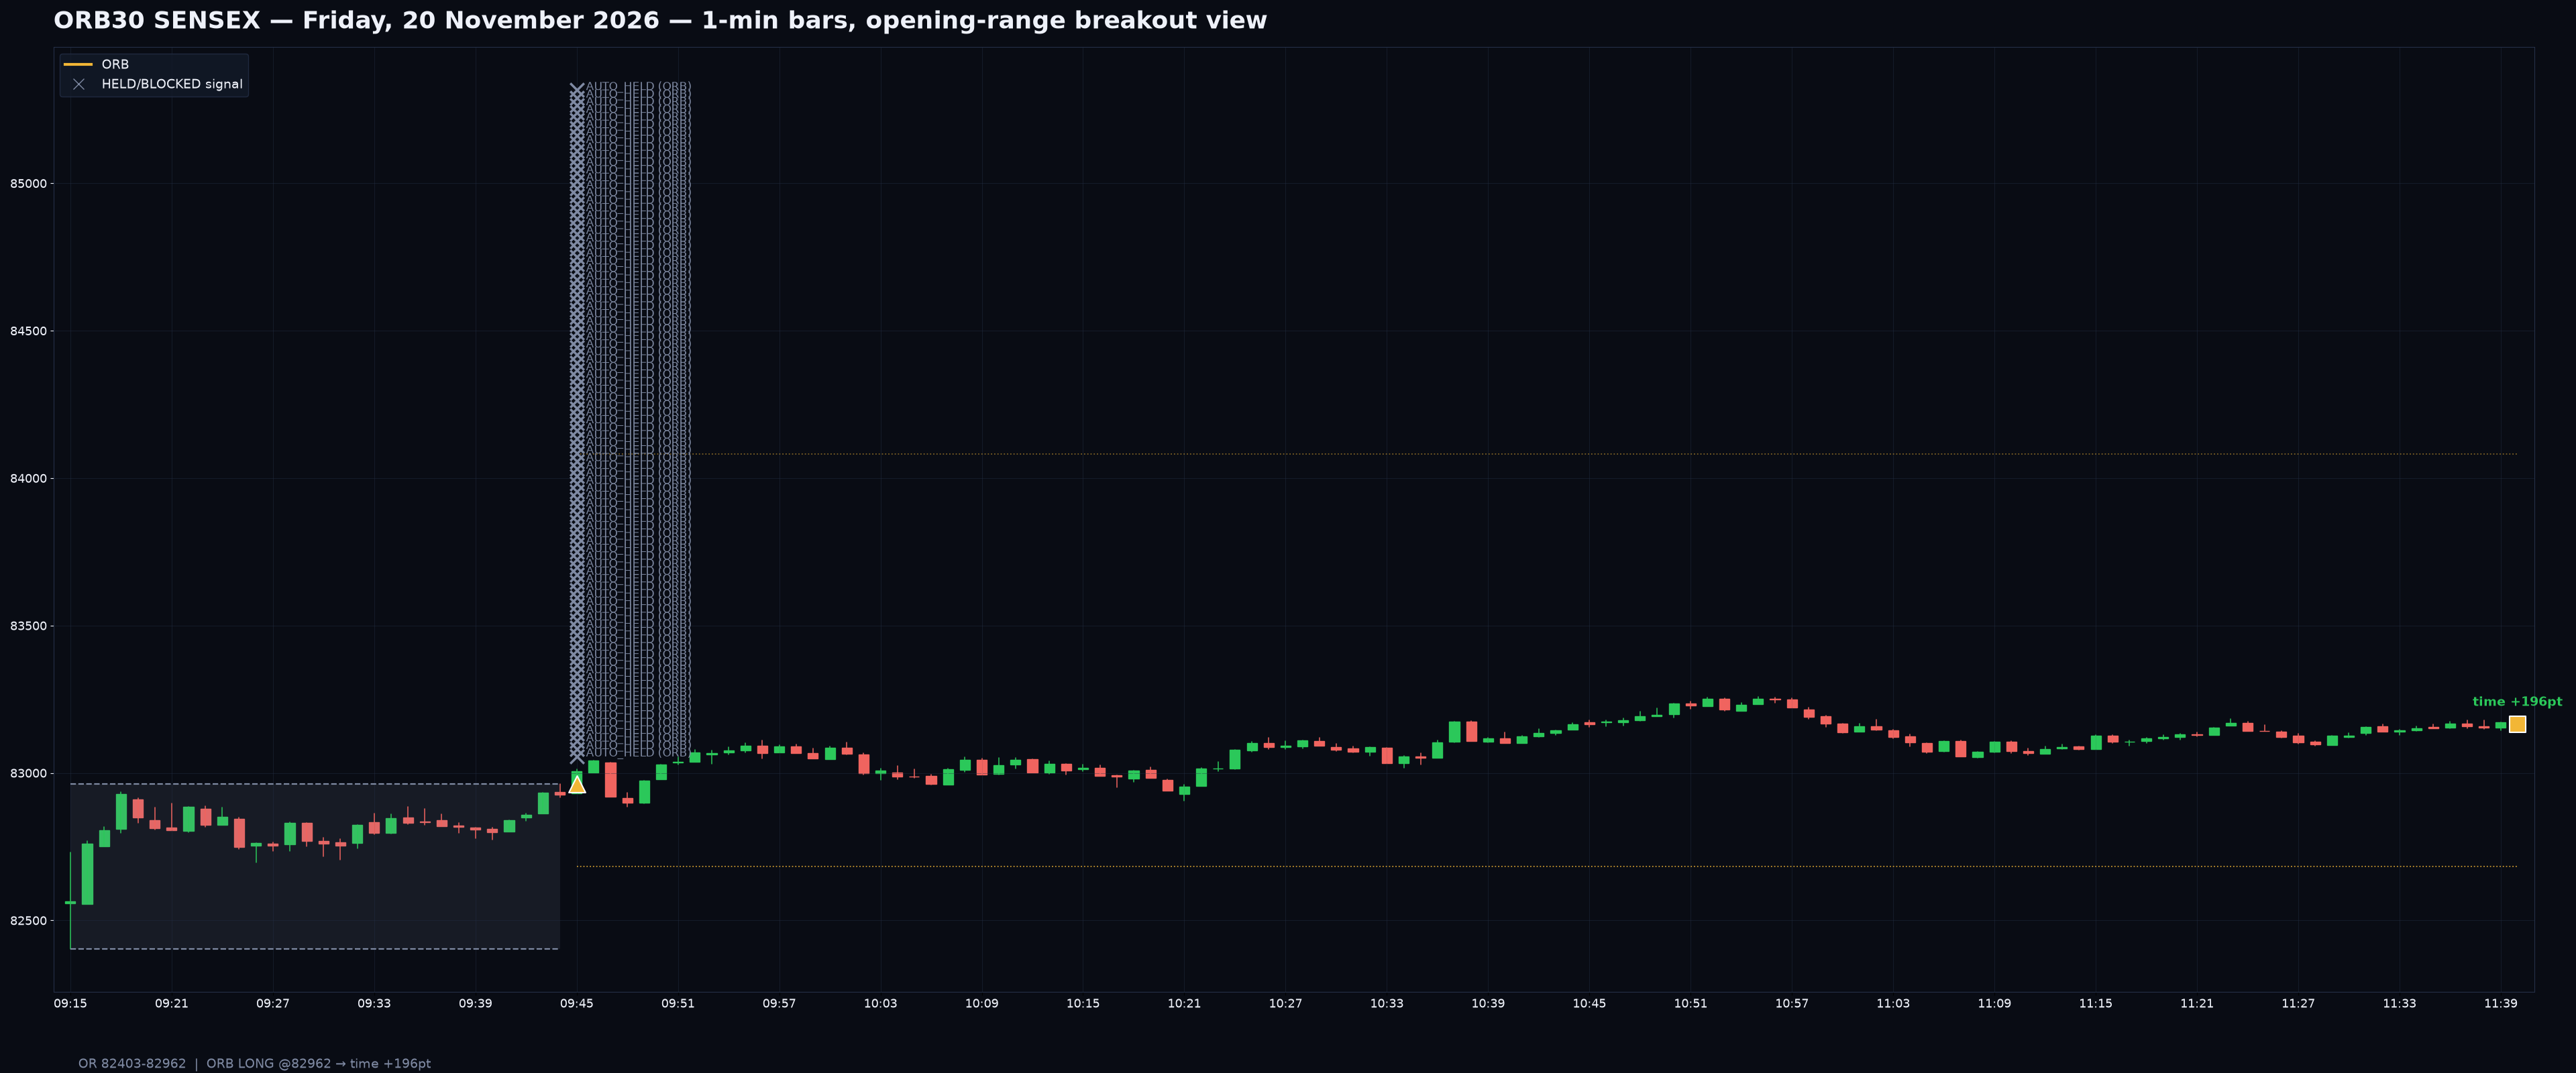 ORB30 SENSEX — Friday, 20 November 2026 — 1-min bars, opening-range breakout view
ORB
HELD/BLOCKED signal
AUTO_HELD (ORB)
85000
84500
84000
83500
83000
82500
time +196pt
09:15 09:21 09:27 09:33 09:39 09:45 09:51 09:57 10:03 10:09 10:15 10:21 10:27 10:33 10:39 10:45 10:51 10:57 11:03 11:09 11:15 11:21 11:27 11:33 11:39
OR 82403-82962 | ORB LONG @82962 → time +196pt